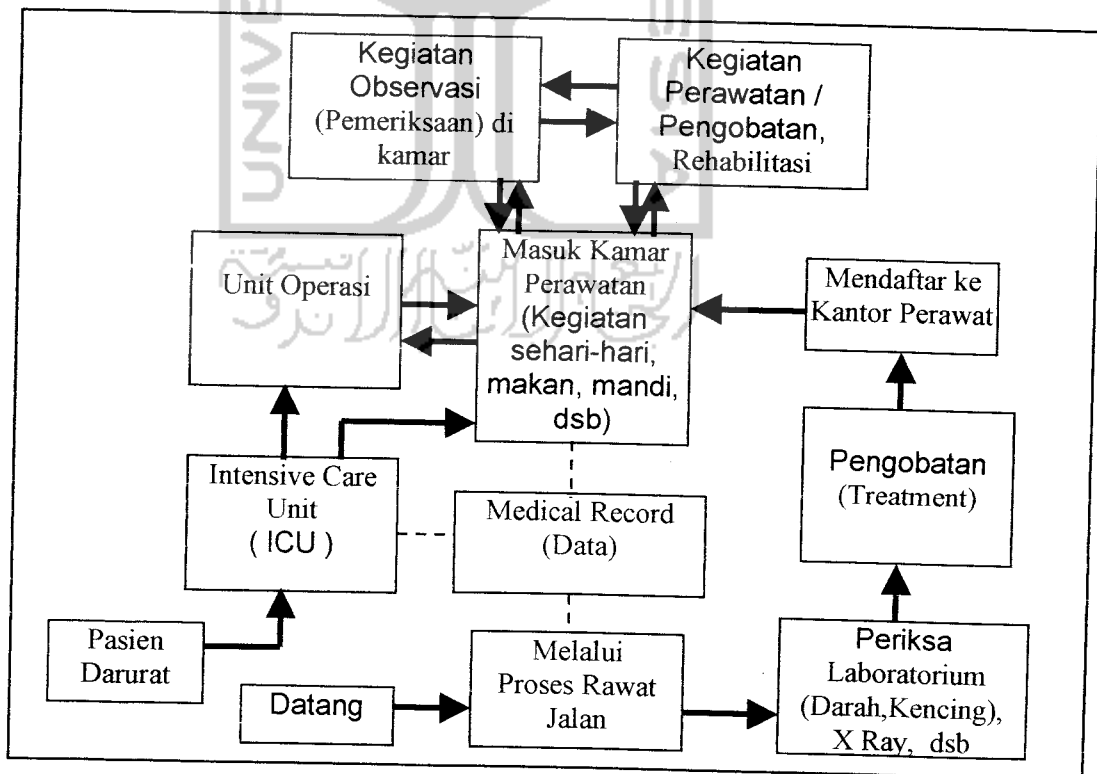 Kegiatan
Observasi
(Pemeriksaan) di
kamar
Kegiatan
Perawatan /
Pengobatan,
Rehabilitasi
Unit Operasi
Masuk Kamar
Perawatan
(Kegiatan
sehari-hari,
makan, mandi,
dsb)
Mendaftar ke
Kantor Perawat
Intensive Care
Unit
( ICU )
Medical Record
(Data)
Pengobatan
(Treatment)
Pasien
Darurat
Datang
Melalui
Proses Rawat
Jalan
Periksa
Laboratorium
(Darah,Kencing),
X Ray, dsb